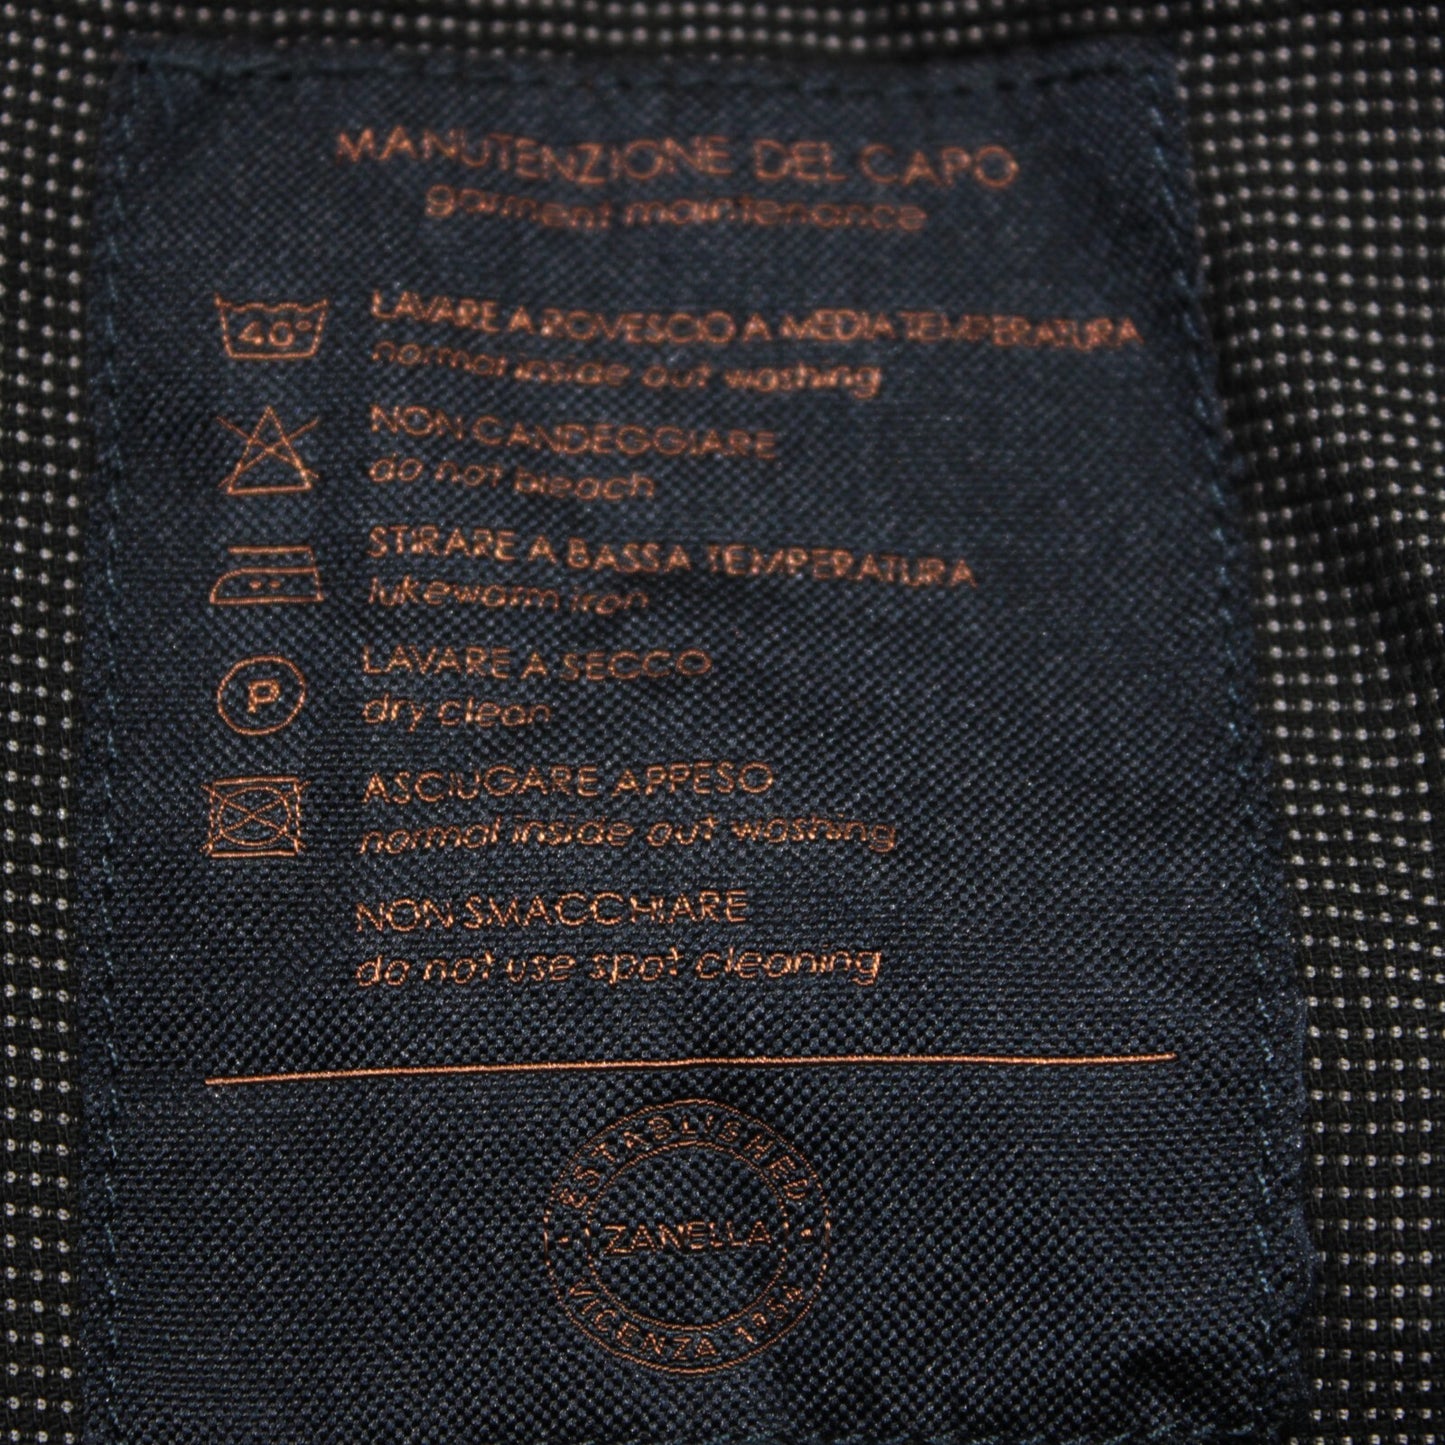 MANUTENZIONE DEL CAPO
garment maintenance
40°
LAVARE A ROVESCIO A MEDIA TEMPERATURA
normal inside out washing
NON CANDEGGIARE
do not bleach
STIRARE A BASSA TEMPERATURA
lukewarm iron
P
LAVARE A SECCO
dry clean
ASCIUGARE APPESO
normal inside out washing
NON SMACCHIARE
do not use spot cleaning
ESTABLISHED
ZANELLA
VICENZA 1954